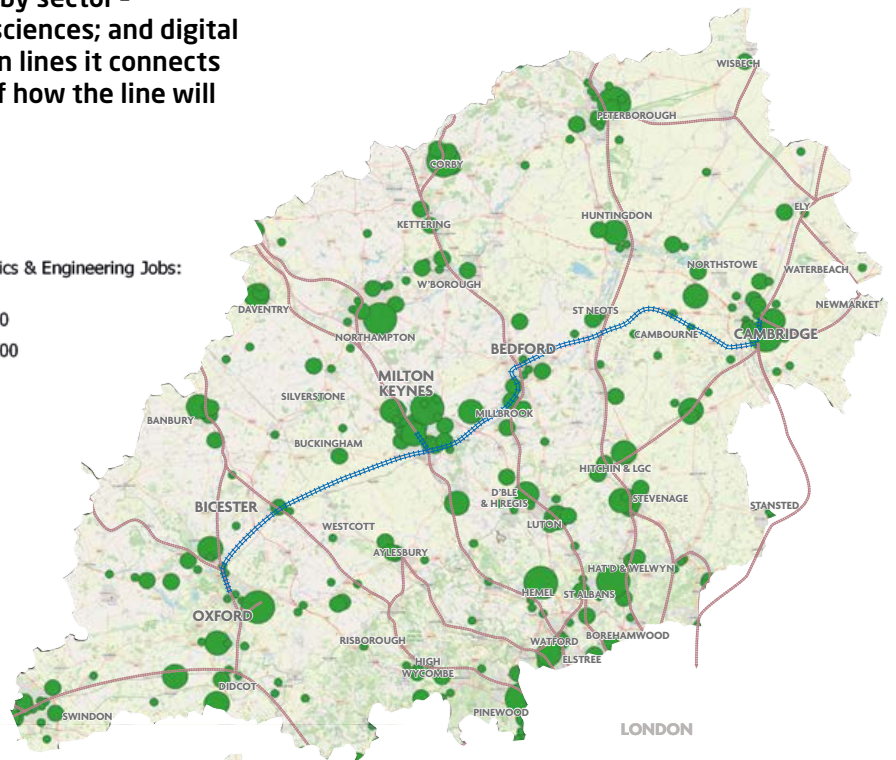 by sector –
sciences; and digital
n lines it connects
f how the line will
ics & Engineering Jobs:
0
00
WISBECH
PETERBOROUGH
CORBY
ELY
KETTERING
HUNTINGDON
NORTHSTOWE
WATERBEACH
W'BOROUGH
NEWMARKET
DAVENTRY
ST NEOTS
NORTHAMPTON
CAMBOURNE
CAMBRIDGE
BEDFORD
MILTON
KEYNES
SILVERSTONE
MILLBROOK
BANBURY
BUCKINGHAM
HITCHIN & LGC
D'BLE
& H REGIS
STEVENAGE
BICESTER
STANSTED
WESTCOTT
LUTON
AYLESBURY
HAT'D & WELWYN
HEMEL
ST ALBANS
OXFORD
RISBOROUGH
WATFORD
BOREHAMWOOD
ELSTREE
HIGH
WYCOMBE
DIDCOT
SWINDON
PINEWOOD
LONDON